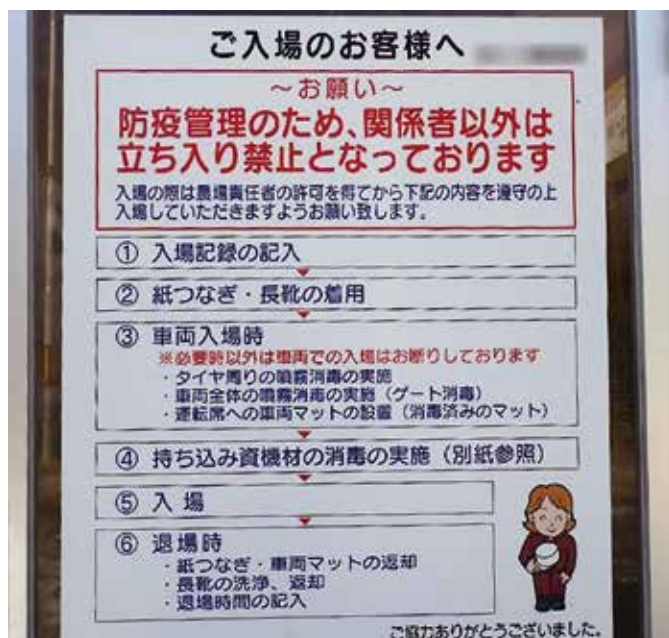 ご入場のお客様へ
～お願い～
防疫管理のため、関係者以外は
立ち入り禁止となっております
入場の際は農場責任者の許可を得てから下記の内容を遵守の上
入場していただきますようお願い致します。
① 入場記録の記入
② 紙つなぎ・長靴の着用
③ 車両入場時
※必要時以外は車両での入場はお断りしております
・タイヤ周りの噴霧消毒の実施
・車両全体の噴霧消毒の実施（ゲート消毒）
・運転席への車両マットの設置（消毒済みのマット）
④ 持ち込み資機材の消毒の実施（別紙参照）
⑤ 入 場
⑥ 退場時
・紙つなぎ・車両マットの返却
・長靴の洗浄、返却
・退場時間の記入
ご協力ありがとうございました。